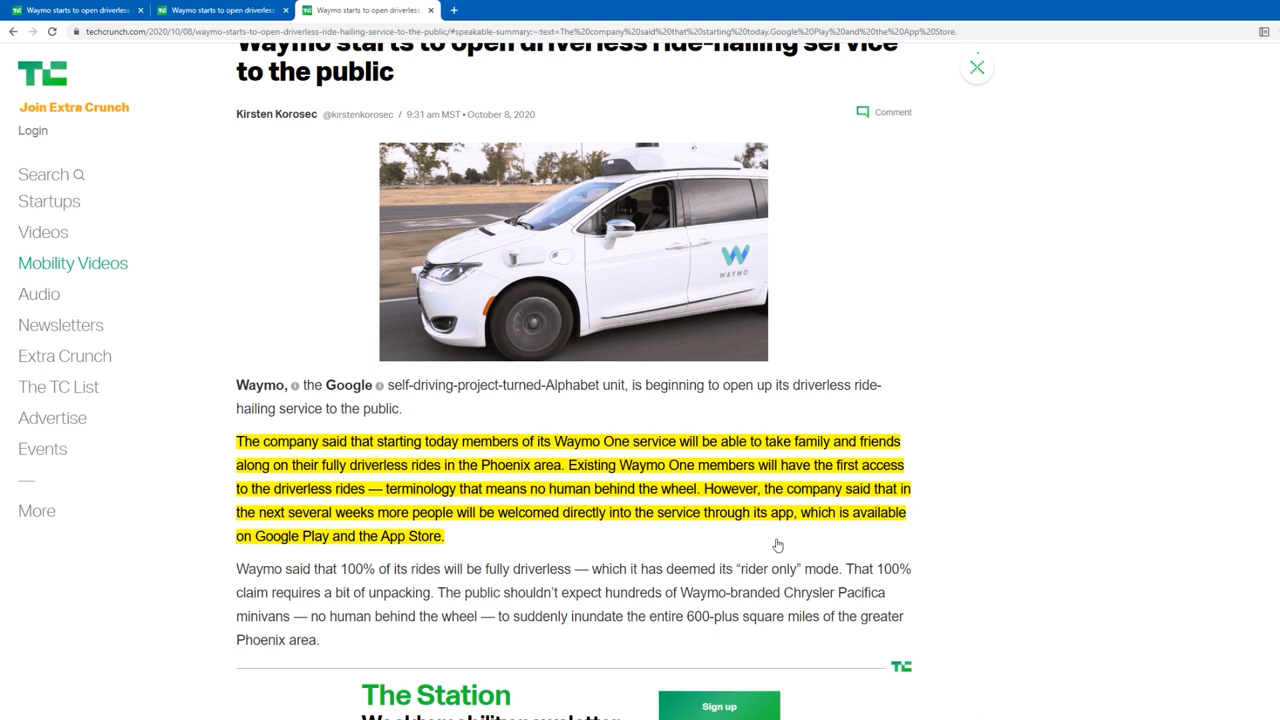 Waymo starts to open driverless
Waymo starts to open driverless
Waymo starts to open driverless
techcrunch.com/2020/10/08/waymo-starts-to-open-driverless-ride-hailing-service-to-the-public/#speakable-summary:~:text=The%20company%20said%20that%20starting%20today,Google%20Play%20and%20the%20App%20Store.
Waymo starts to open driverless ride-hailing service
to the public
TC
Join Extra Crunch
Login
Search
Startups
Videos
Mobility Videos
Audio
Newsletters
Extra Crunch
The TC List
Advertise
Events
More
Kirsten Korosec @kirstenkorosec / 9:31 am MST • October 8, 2020
Comment
WAYMO
Waymo, the Google self-driving-project-turned-Alphabet unit, is beginning to open up its driverless ride-
hailing service to the public.
The company said that starting today members of its Waymo One service will be able to take family and friends
along on their fully driverless rides in the Phoenix area. Existing Waymo One members will have the first access
to the driverless rides — terminology that means no human behind the wheel. However, the company said that in
the next several weeks more people will be welcomed directly into the service through its app, which is available
on Google Play and the App Store.
Waymo said that 100% of its rides will be fully driverless — which it has deemed its “rider only” mode. That 100%
claim requires a bit of unpacking. The public shouldn’t expect hundreds of Waymo-branded Chrysler Pacifica
minivans — no human behind the wheel — to suddenly inundate the entire 600-plus square miles of the greater
Phoenix area.
TC
The Station
Weekly mobility newsletter
Sign up